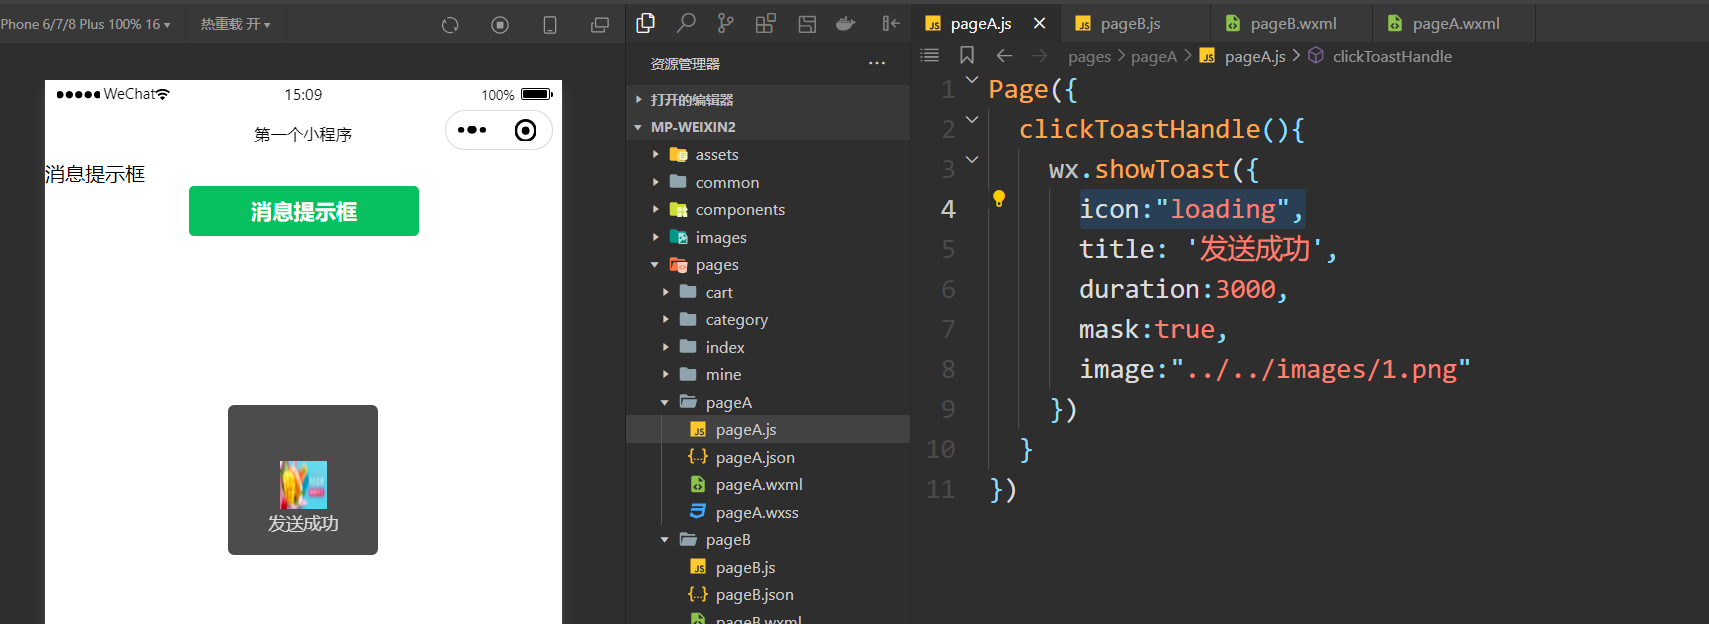 Phone 6/7/8 Plus 100% 16
热重载 开
WeChat
15:09
100%
第一个小程序
消息提示框
消息提示框
发送成功
资源管理器
打开的编辑器
MP-WEIXIN2
assets
common
components
images
pages
cart
category
index
mine
pageA
pageA.js
pageA.json
pageA.wxml
pageA.wxss
pageB
pageB.js
pageB.json
pageB.wxml
pageA.js
pageB.js
pageB.wxml
pageA.wxml
pages > pageA > pageA.js > clickToastHandle
1 Page({
2 clickToastHandle(){
3 wx.showToast({
4 icon:"loading",
5 title: '发送成功',
6 duration:3000,
7 mask:true,
8 image:"../../images/1.png"
9 })
10 }
11 })